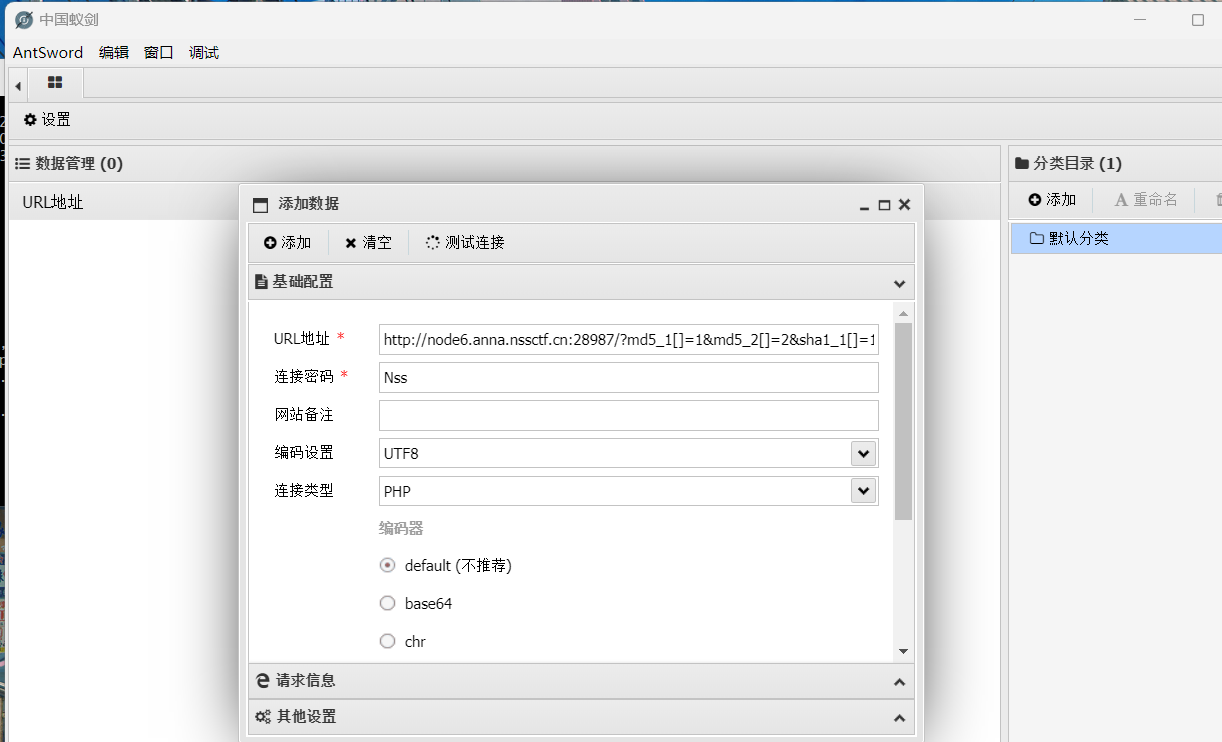 中国蚁剑
AntSword 编辑 窗口 调试
设置
数据管理 (0)
URL地址
分类目录 (1)
添加 重命名
默认分类
添加数据
添加 清空 测试连接
基础配置
URL地址 *
http://node6.anna.nssctf.cn:28987/?md5_1[]=1&md5_2[]=2&sha1_1[]=1
连接密码 *
Nss
网站备注
编码设置
UTF8
连接类型
PHP
编码器
default (不推荐)
base64
chr
请求信息
其他设置